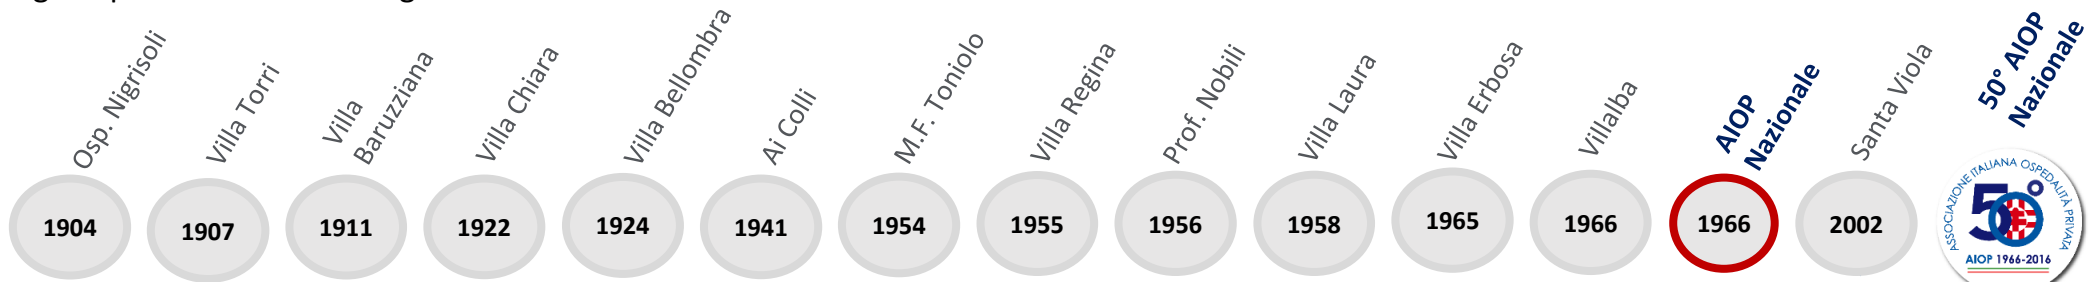 Osp. Nigrisoli
Villa Torri
Villa
Baruzziana
Villa Chiara
Villa Bellombra
Ai Colli
M.F. Toniolo
Villa Regina
Prof. Nobili
Villa Laura
Villa Erbosa
Villalba
AIOP
Nazionale
Santa Viola
50° AIOP
Nazionale
1904
1907
1911
1922
1924
1941
1954
1955
1956
1958
1965
1966
1966
2002
ASSOCIAZIONE ITALIANA OSPEDALITÀ PRIVATA
50°
AIOP 1966-2016